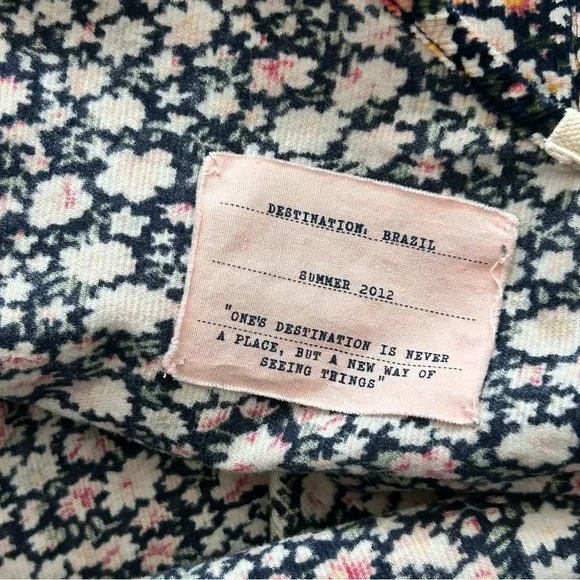 DESTINATION: BRAZIL
SUMMER 2012
"ONE'S DESTINATION IS NEVER
A PLACE, BUT A NEW WAY OF
SEEING THINGS"